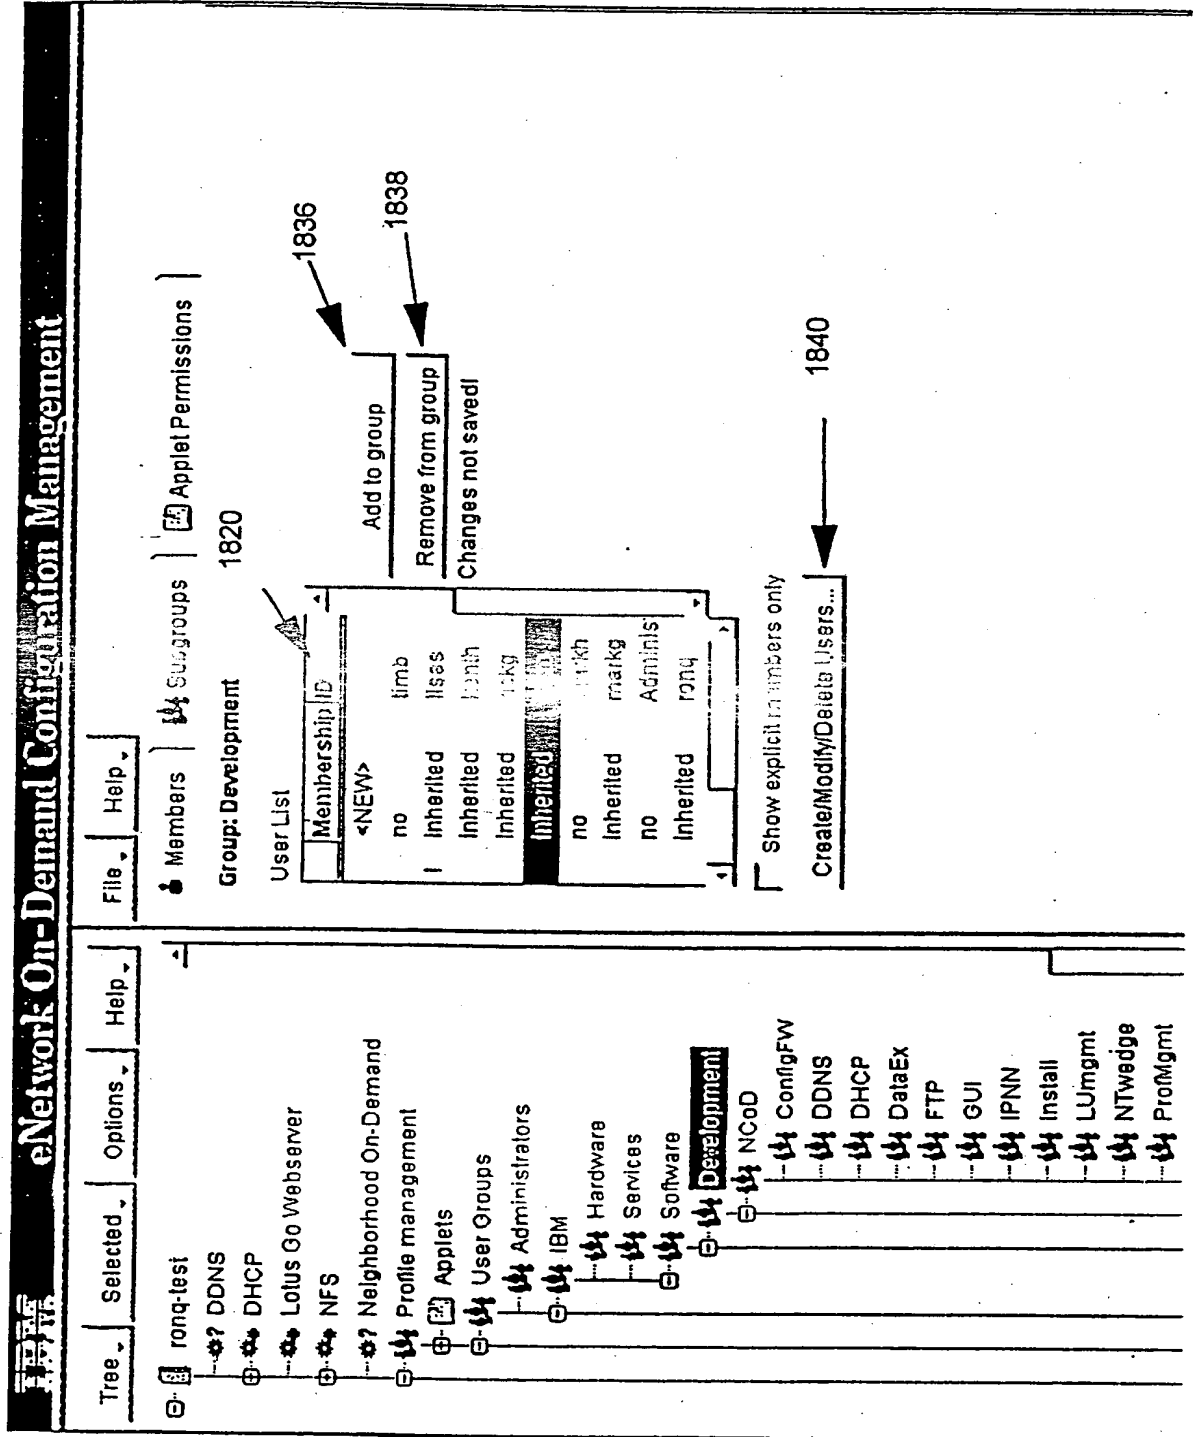 IBM eNetwork On-Demand Configuration Management
Tree Selected Options Help
ronq-test
DDNS
DHCP
Lotus Go Webserver
NFS
Neighborhood On-Demand
Profile management
Applets
User Groups
Administrators
IBM
Hardware
Services
Software
Development
NCoD
ConfigFW
DDNS
DHCP
DataEx
FTP
GUI
IPNN
Install
LUmgmt
NTwedge
ProfMgmt
File Help
Members Subgroups Applet Permissions
Group: Development
1820
User List
Membership ID
<NEW>
no timb
Inherited llsas
Inherited
Inherited
Inherited
no
Inherited markg
no Adminis
Inherited ronq
Add to group
1836
Remove from group
1838
Changes not saved!
Show explicit members only
Create/Modify/Delete Users...
1840